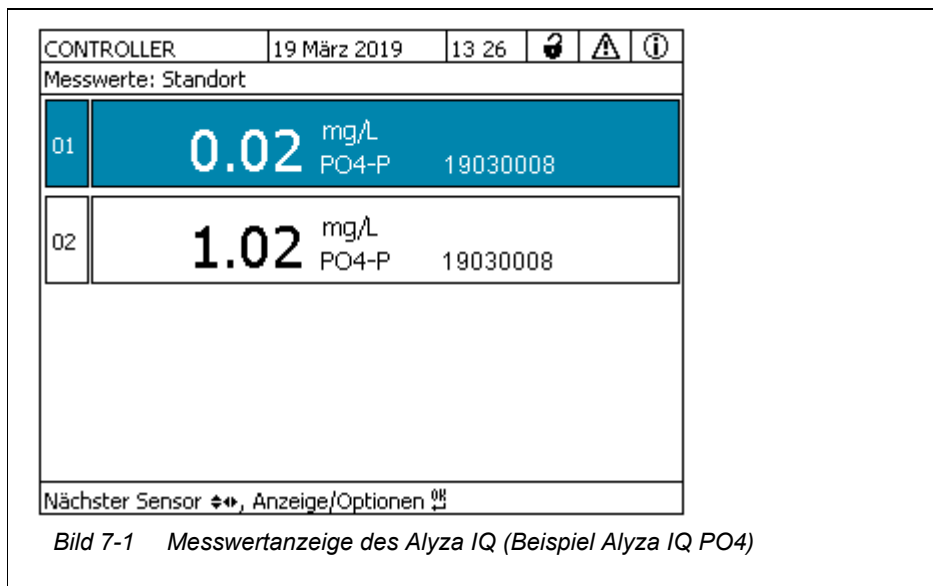 CONTROLLER 19 März 2019 13 26
Messwerte: Standort
01 0.02 mg/L
PO4-P 19030008
02 1.02 mg/L
PO4-P 19030008
Nächster Sensor, Anzeige/Optionen OK
Bild 7-1 Messwertanzeige des Alyza IQ (Beispiel Alyza IQ PO4)